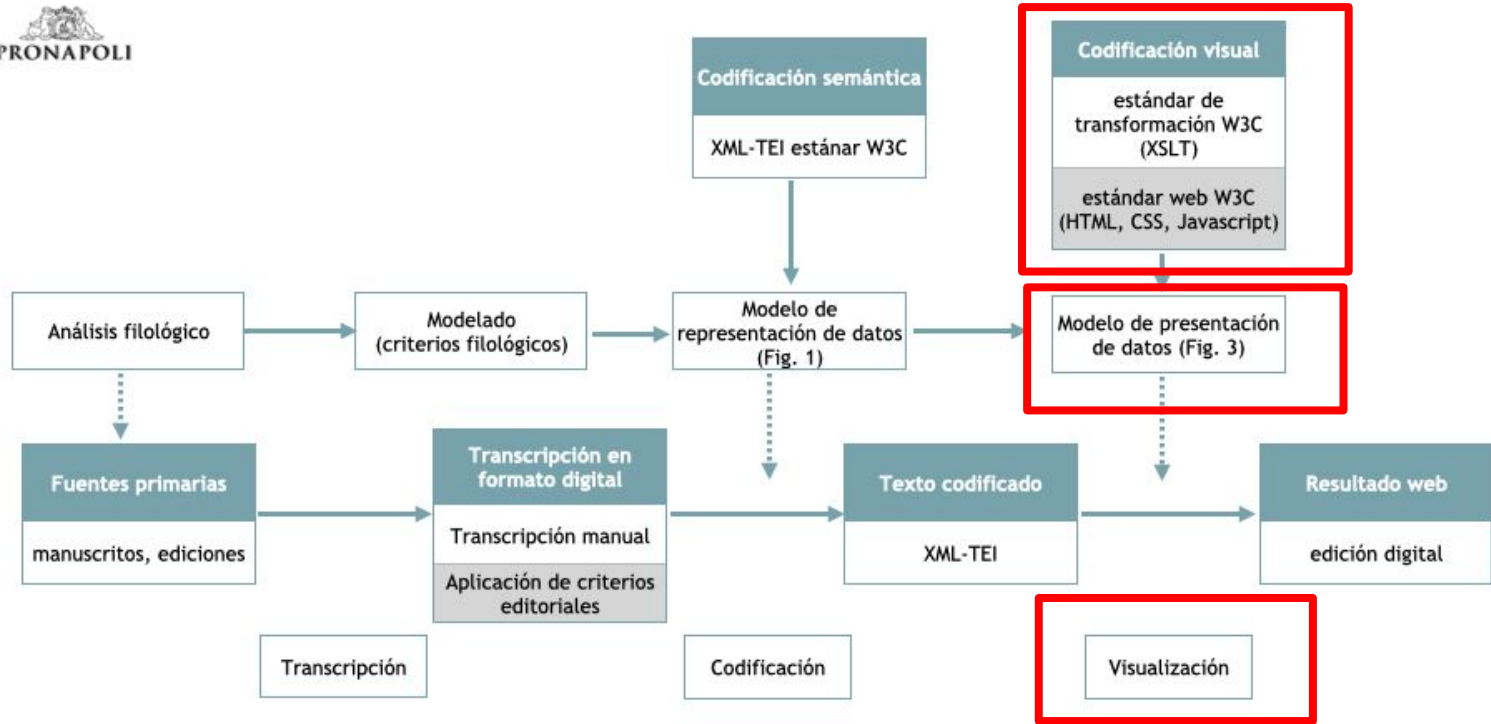 PRONAPOLI
Codificación semántica
XML-TEI estánar W3C
Codificación visual
estándar de
transformación W3C
(XSLT)
estándar web W3C
(HTML, CSS, Javascript)
Análisis filológico
Modelado
(criterios filológicos)
Modelo de
representación de datos
(Fig. 1)
Modelo de presentación
de datos (Fig. 3)
Fuentes primarias
manuscritos, ediciones
Transcripción en
formato digital
Transcripción manual
Aplicación de criterios
editoriales
Texto codificado
XML-TEI
Resultado web
edición digital
Transcripción
Codificación
Visualización